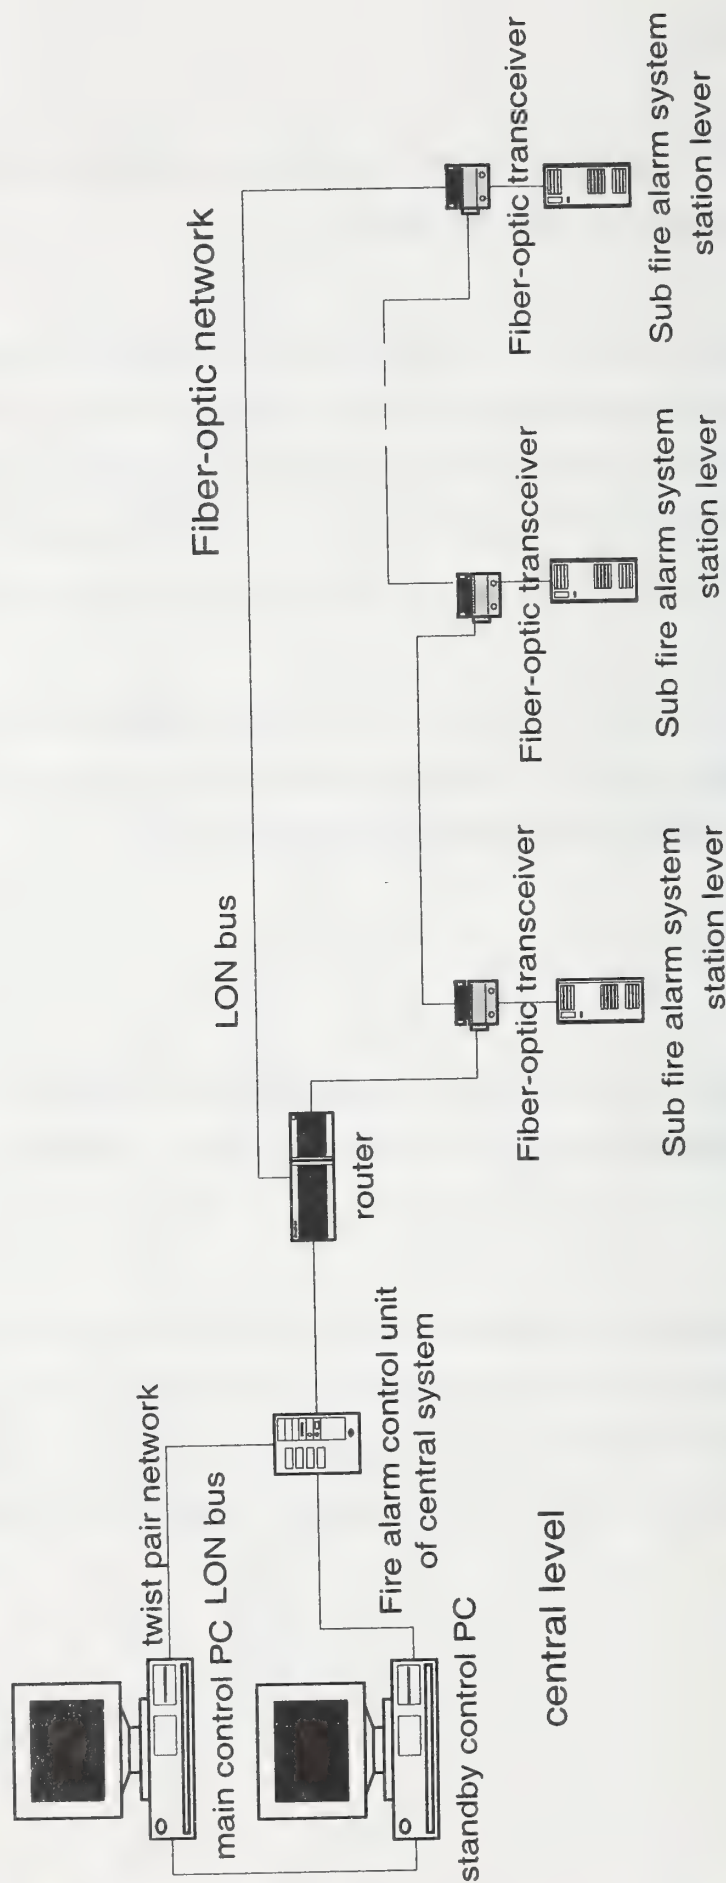 Fiber-optic network
LON bus
twist pair network
main control PC LON bus
router
Fire alarm control unit
of central system
standby control PC
central level
Fiber-optic transceiver
Sub fire alarm system
station lever
Fiber-optic transceiver
Sub fire alarm system
station lever
Fiber-optic transceiver
Sub fire alarm system
station lever